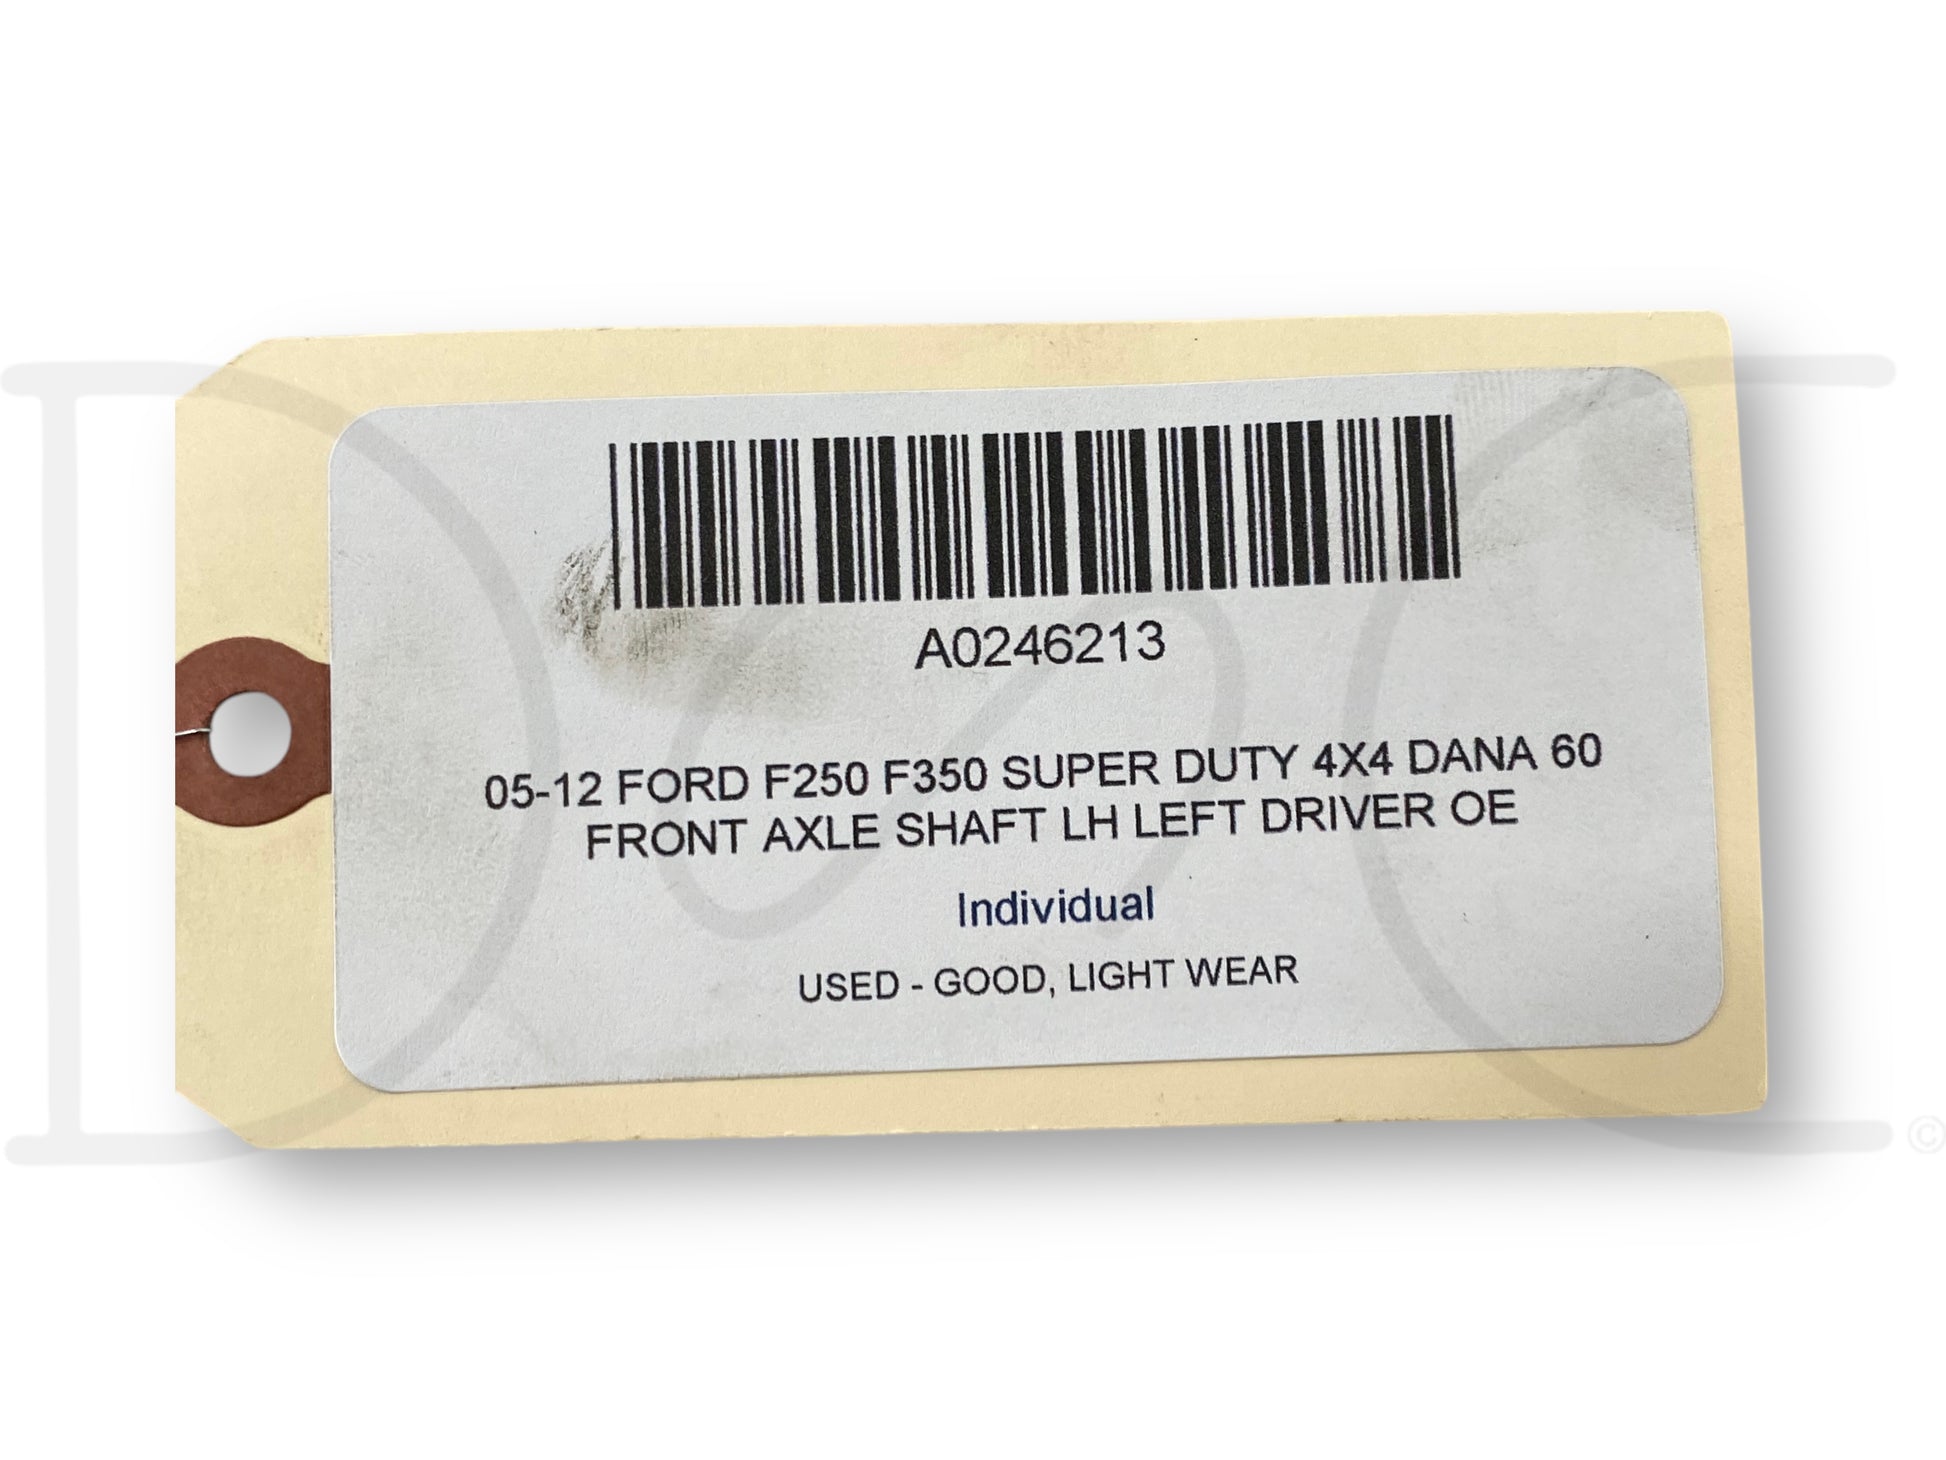 A0246213
05-12 FORD F250 F350 SUPER DUTY 4X4 DANA 60
FRONT AXLE SHAFT LH LEFT DRIVER OE
Individual
USED - GOOD, LIGHT WEAR
D C
©